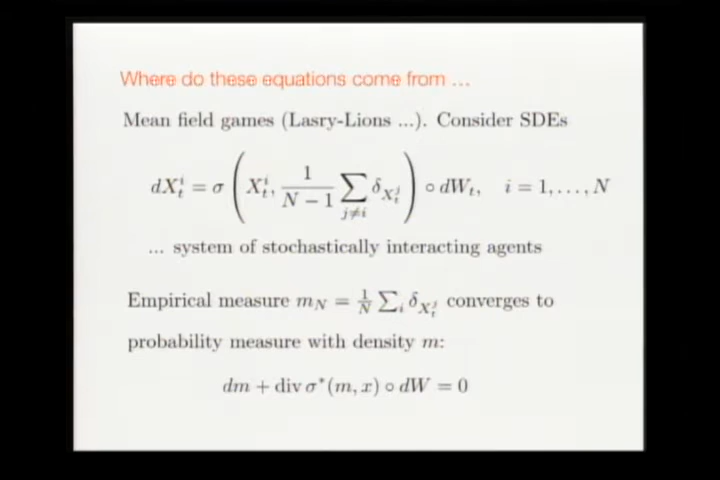 Where do these equations come from ...
Mean field games (Lasry-Lions ...). Consider SDEs
dX_t^i = σ ( X_t^i, 1/(N − 1) ∑_{j≠i} δ_{X_t^j} ) ∘ dW_t, i = 1, . . . , N
... system of stochastically interacting agents
Empirical measure m_N = 1/N ∑_i δ_{X_t^j} converges to
probability measure with density m:
dm + div σ*(m, x) ∘ dW = 0